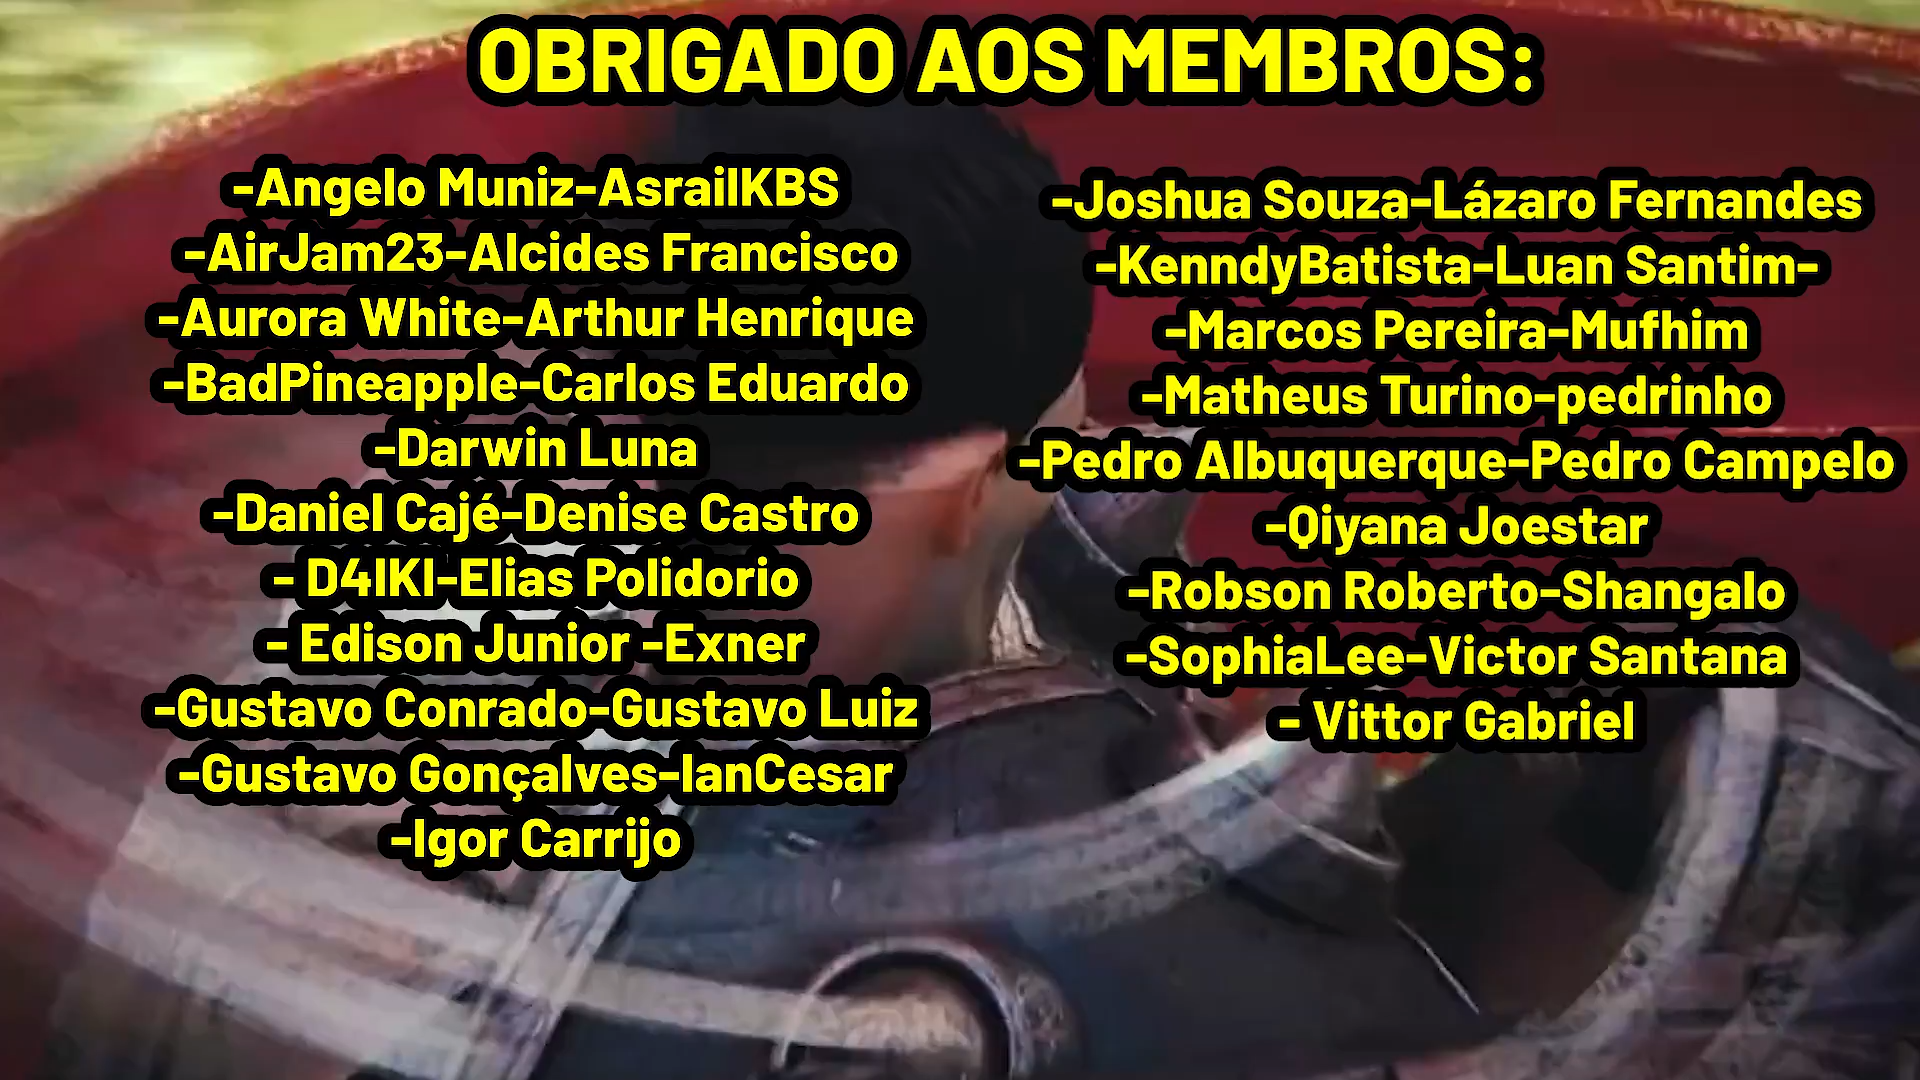 OBRIGADO AOS MEMBROS:
-Angelo Muniz-AsrailKBS
-AirJam23-Alcides Francisco
-Aurora White-Arthur Henrique
-BadPineapple-Carlos Eduardo
-Darwin Luna
-Daniel Cajé-Denise Castro
- D4IKI-Elias Polidorio
- Edison Junior -Exner
-Gustavo Conrado-Gustavo Luiz
-Gustavo Gonçalves-IanCesar
-Igor Carrijo
-Joshua Souza-Lázaro Fernandes
-KenndyBatista-Luan Santim-
-Marcos Pereira-Mufhim
-Matheus Turino-pedrinho
-Pedro Albuquerque-Pedro Campelo
-Qiyana Joestar
-Robson Roberto-Shangalo
-SophiaLee-Victor Santana
- Vittor Gabriel